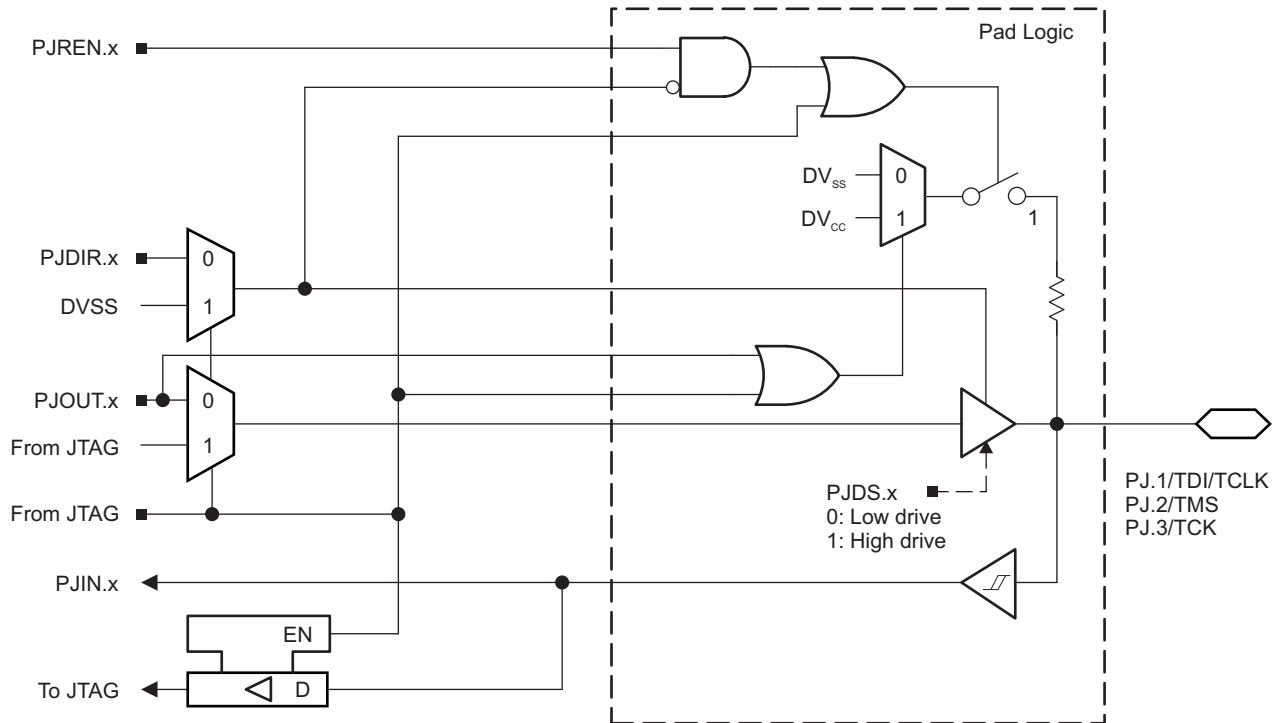 Pad Logic
PJREN.x
DVSS
0
DVCC
1
1
PJDIR.x
0
DVSS
1
PJOUT.x
0
From JTAG
1
PJDS.x
0: Low drive
1: High drive
PJ.1/TDI/TCLK
PJ.2/TMS
PJ.3/TCK
From JTAG
PJIN.x
EN
To JTAG
D